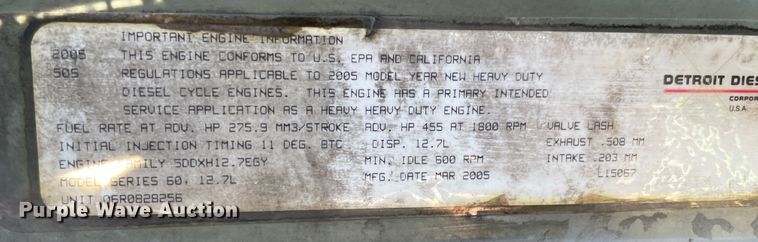 IMPORTANT ENGINE INFORMATION
2005 THIS ENGINE CONFORMS TO U.S. EPA AND CALIFORNIA
505 REGULATIONS APPLICABLE TO 2005 MODEL YEAR NEW HEAVY DUTY
DIESEL CYCLE ENGINES. THIS ENGINE HAS A PRIMARY INTENDED
SERVICE APPLICATION AS A HEAVY HEAVY DUTY ENGINE.
FUEL RATE AT ADV. HP 275.9 MM3/STROKE ADV. HP 455 AT 1800 RPM VALVE LASH
INITIAL INJECTION TIMING 11 DEG. BTC DISP. 12.7L EXHAUST .508 MM
ENGINE FAMILY 5DDXH12.7EGY MIN. IDLE 600 RPM INTAKE .203 MM
MODEL SERIES 60, 12.7L MFG. DATE MAR 2005 L15067
UNIT 06R0828256
DETROIT DIES
CORPOR
U.S.A
Purple Wave Auction